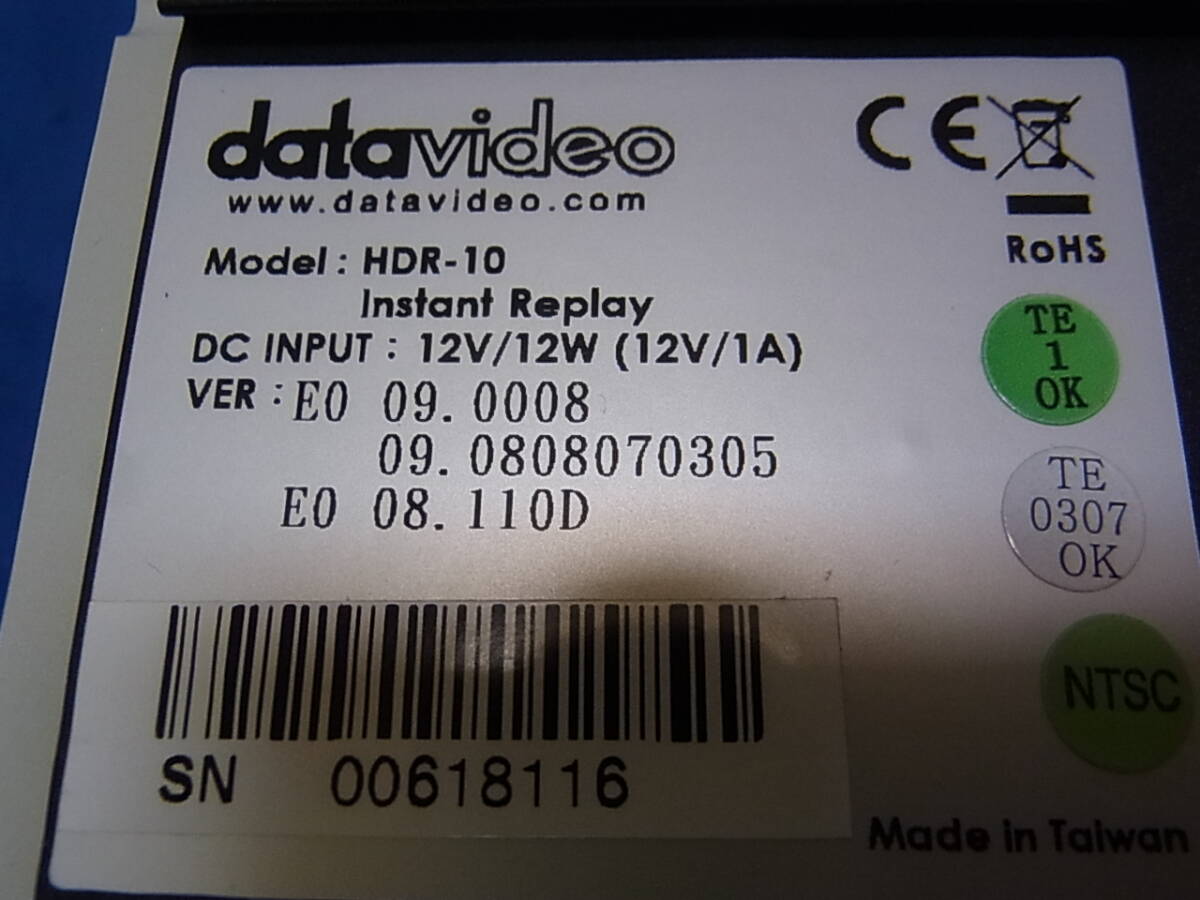 datavideo
www.datavideo.com
CE
RoHS
Model : HDR-10
Instant Replay
DC INPUT : 12V/12W (12V/1A)
VER : E0 09.0008
09.0808070305
E0 08.110D
TE
1
OK
TE
0307
OK
NTSC
SN 00618116
Made in Taiwan